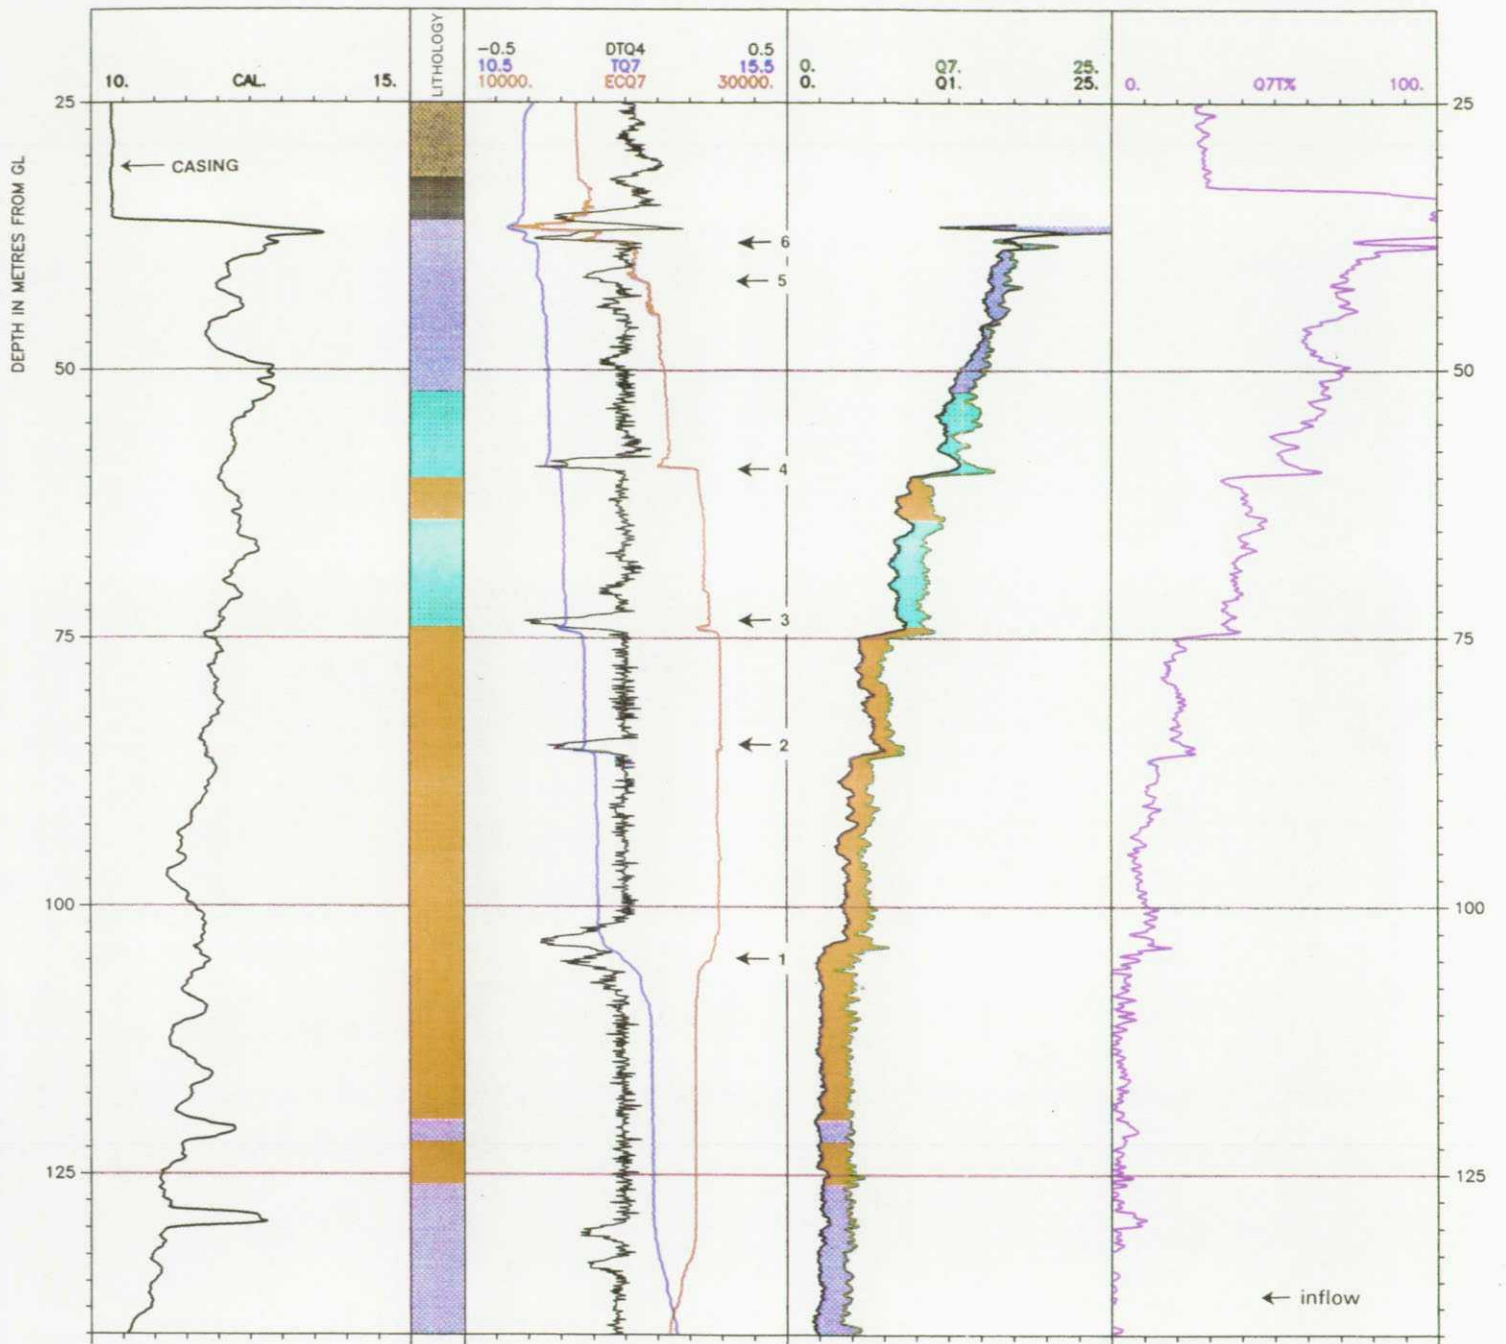 LITHOLOGY
−0.5 DTQ4 0.5
10.5 TQ7 15.5
10. CAL. 15.
10000. ECQ7 30000.
0. Q7. 25.
0. Q1. 25.
0. Q7T% 100.
DEPTH IN METRES FROM GL
25
25
← CASING
← 6
← 5
50
50
← 4
← 3
75
75
← 2
100
100
← 1
125
125
← inflow